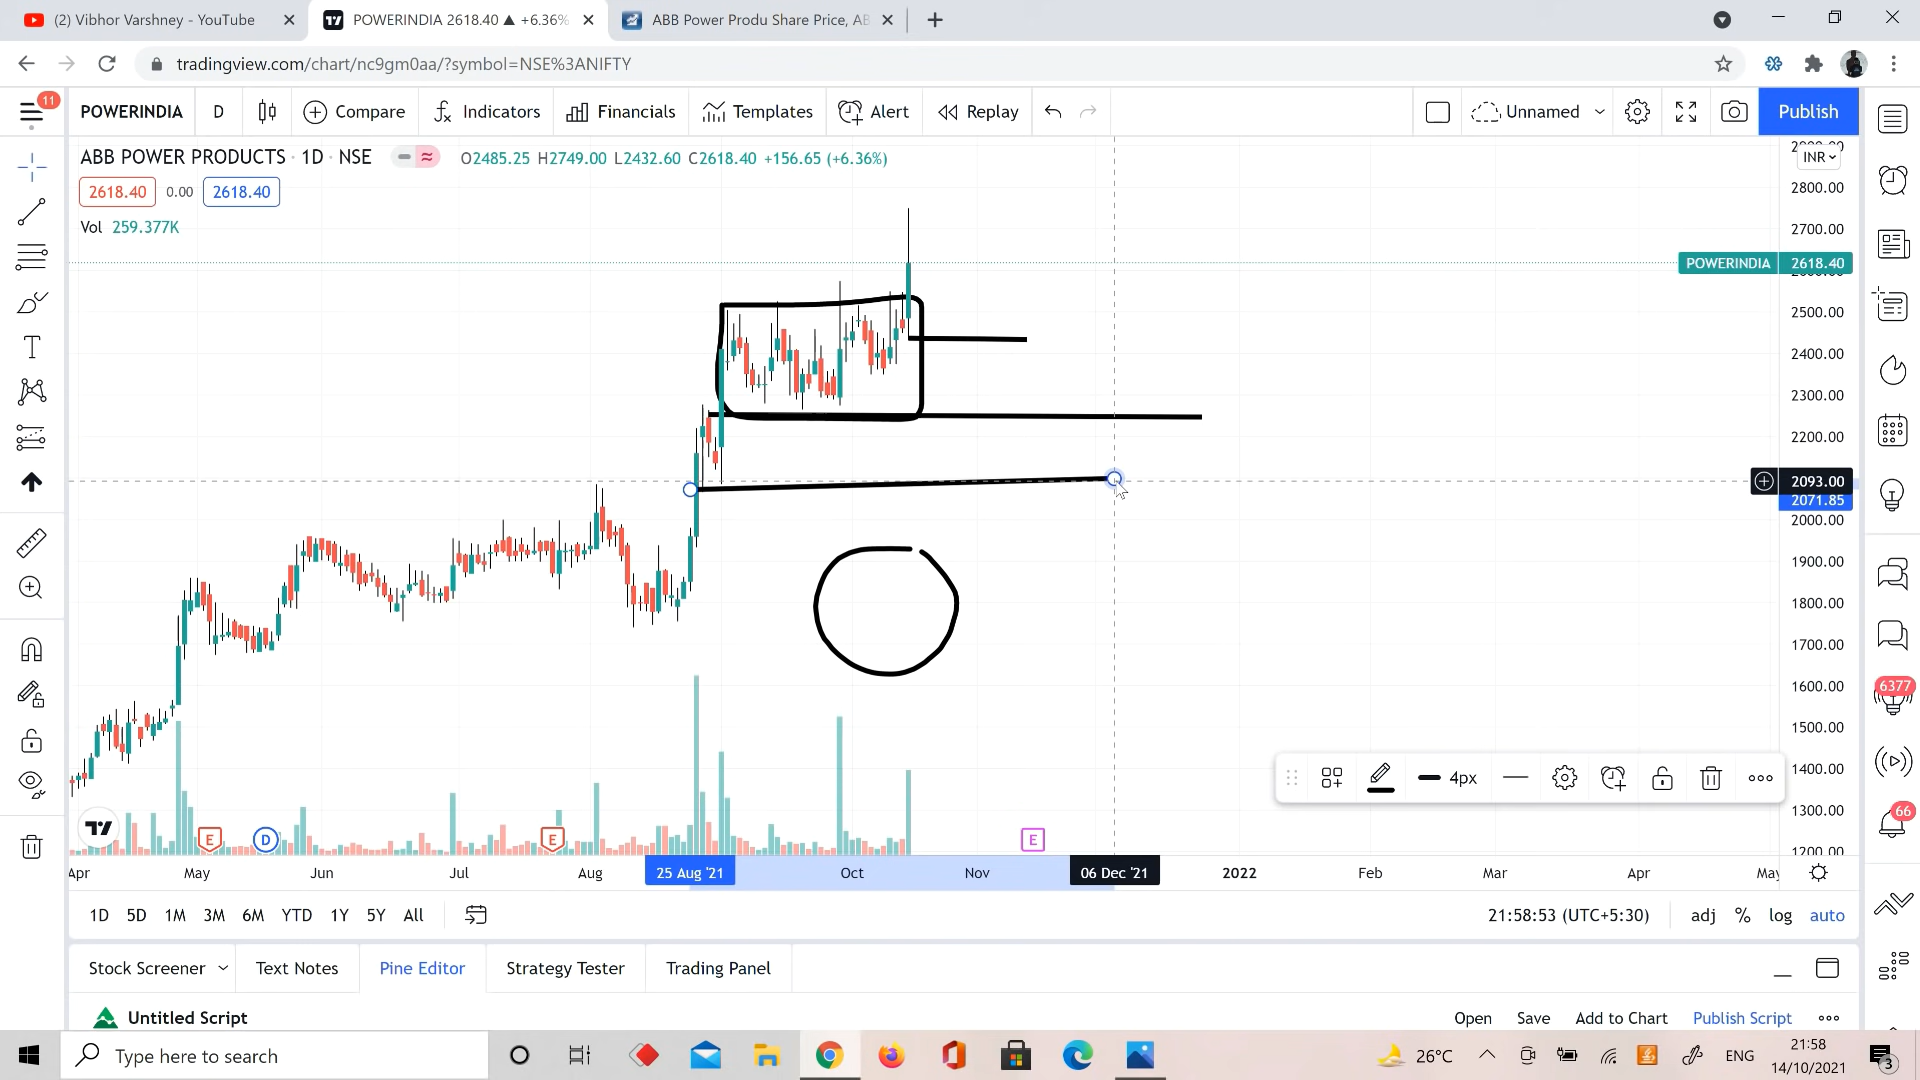 (2) Vibhor Varshney - YouTube
POWERINDIA 2618.40 ▲ +6.36%
ABB Power Produ Share Price, AB
tradingview.com/chart/nc9gm0aa/?symbol=NSE%3ANIFTY
11
POWERINDIA D Compare Indicators Financials Templates Alert Replay Unnamed Publish
ABB POWER PRODUCTS · 1D · NSE O2485.25 H2749.00 L2432.60 C2618.40 +156.65 (+6.36%)
INR
2618.40 0.00 2618.40
Vol 259.377K
2800.00
2700.00
POWERINDIA 2618.40
2500.00
2400.00
2300.00
2200.00
2093.00
2071.85
2000.00
1900.00
1800.00
1700.00
1600.00
1500.00
1400.00
1300.00
1200.00
6377
66
4px
E D E E
Apr May Jun Jul Aug 25 Aug '21 Oct Nov 06 Dec '21 2022 Feb Mar Apr May
1D 5D 1M 3M 6M YTD 1Y 5Y All
21:58:53 (UTC+5:30) adj % log auto
Stock Screener Text Notes Pine Editor Strategy Tester Trading Panel
Untitled Script
Open Save Add to Chart Publish Script
Type here to search
26°C ENG
21:58
14/10/2021
3